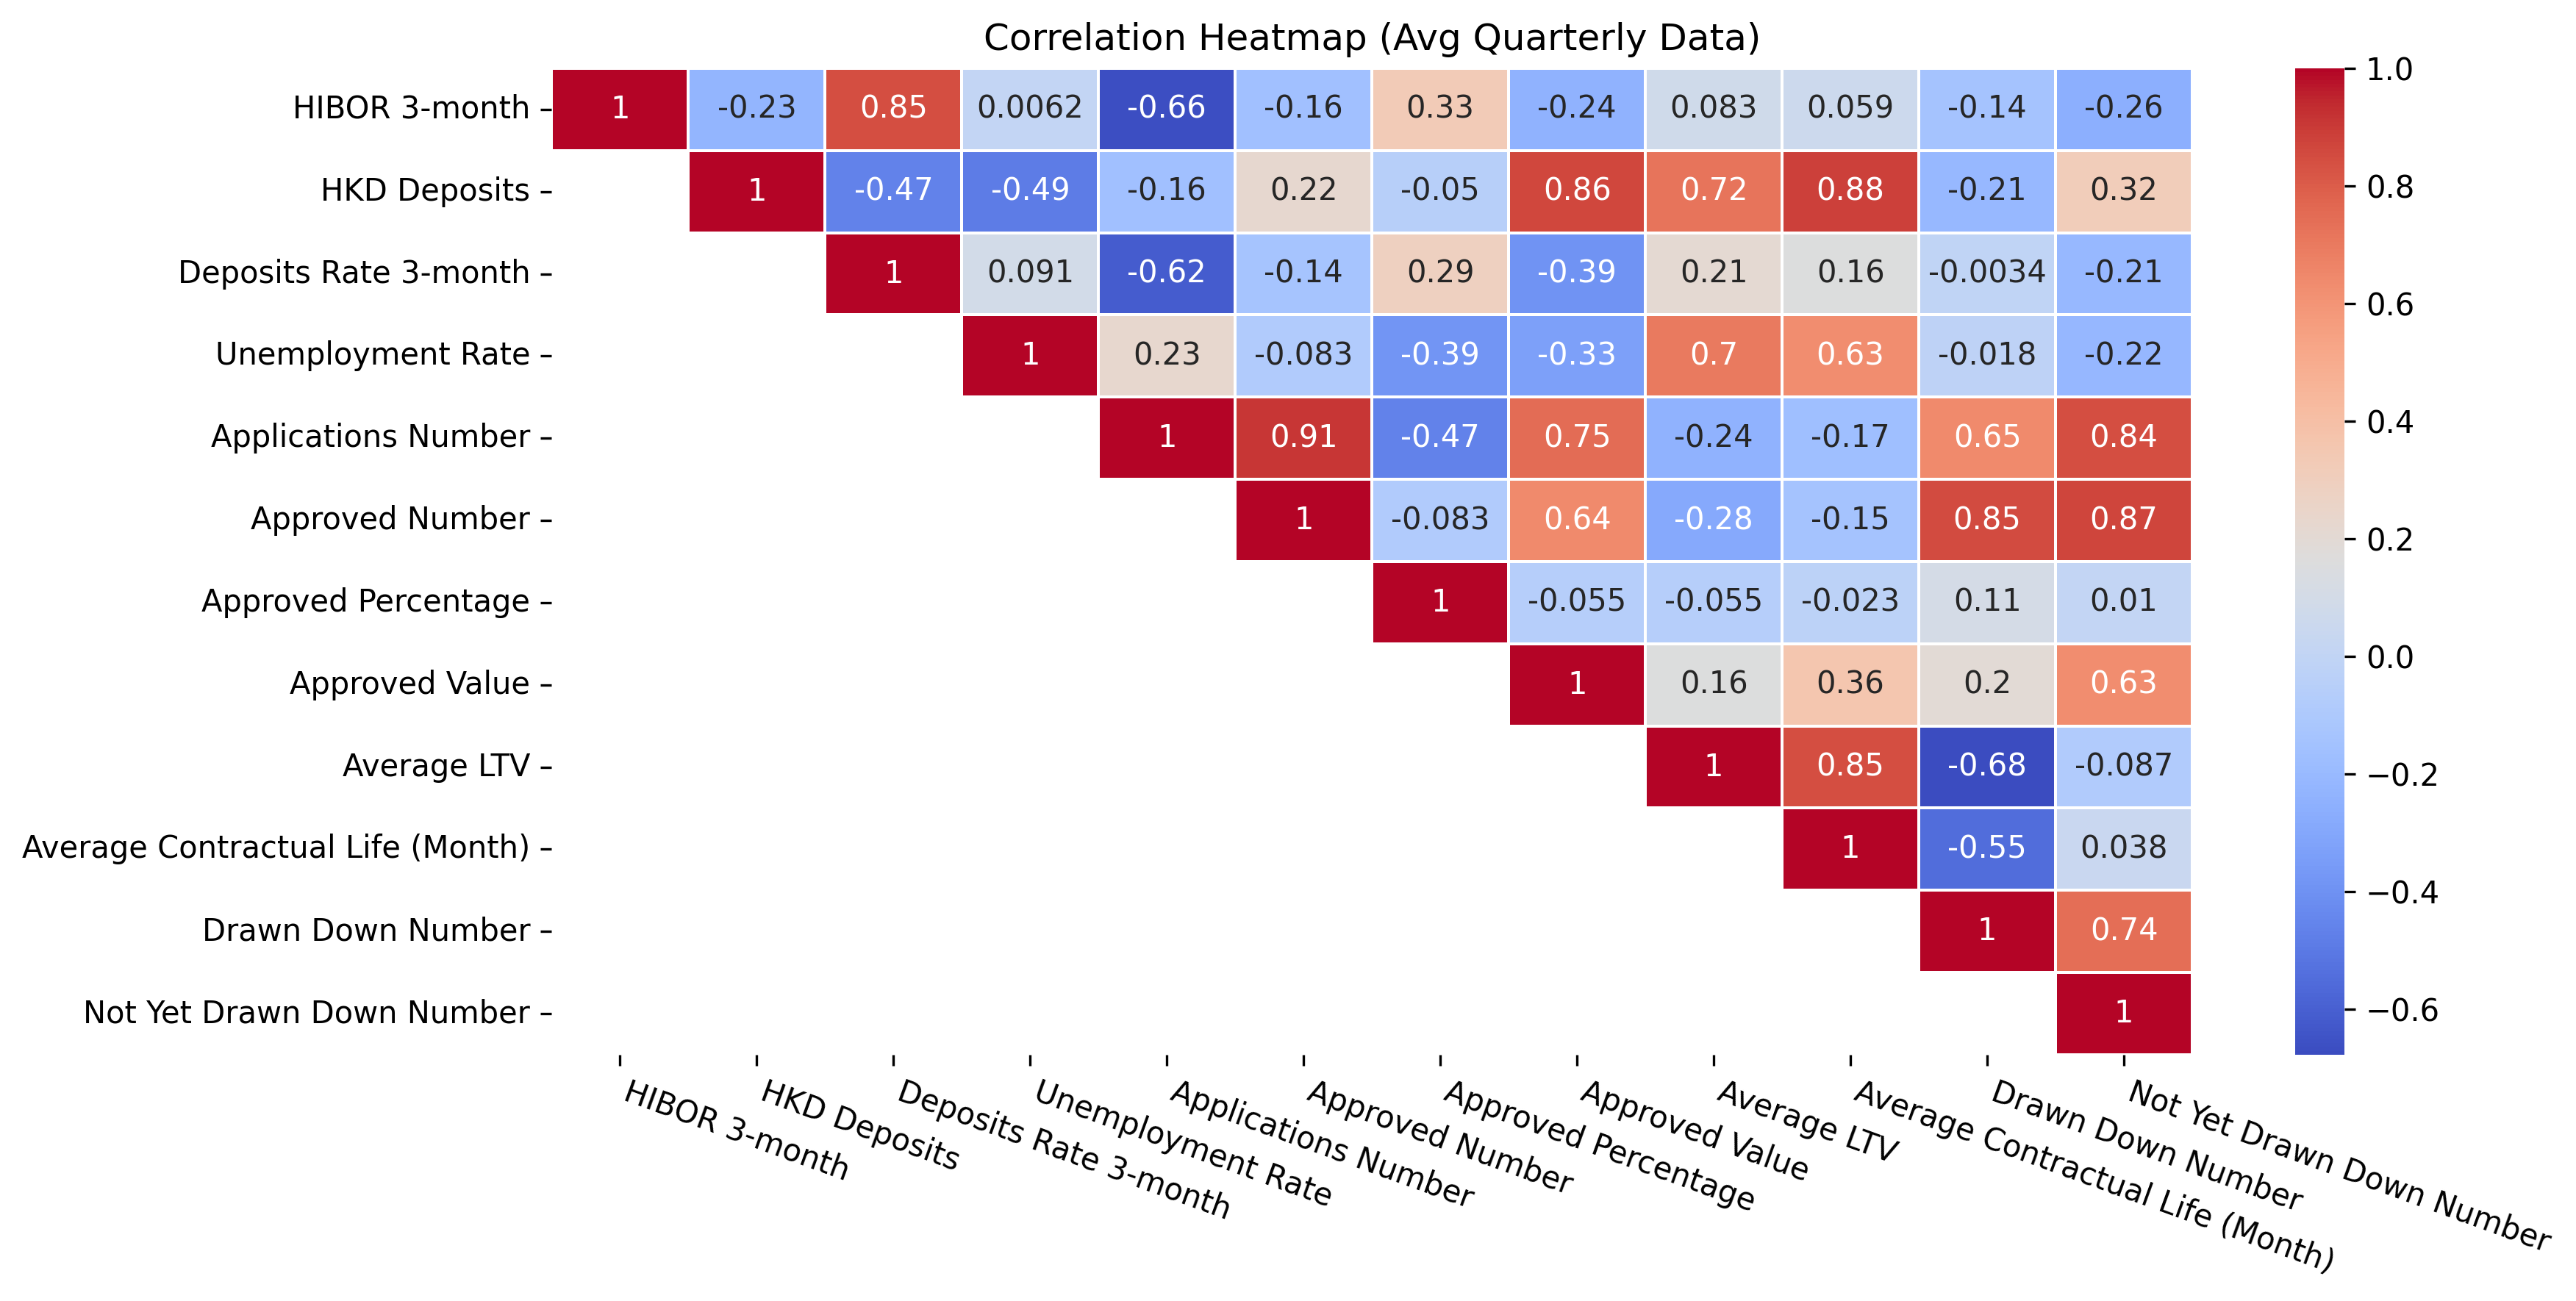 Correlation Heatmap (Avg Quarterly Data)
HIBOR 3-month 1 -0.23 0.85 0.0062 -0.66 -0.16 0.33 -0.24 0.083 0.059 -0.14 -0.26
HKD Deposits 1 -0.47 -0.49 -0.16 0.22 -0.05 0.86 0.72 0.88 -0.21 0.32
Deposits Rate 3-month 1 0.091 -0.62 -0.14 0.29 -0.39 0.21 0.16 -0.0034 -0.21
Unemployment Rate 1 0.23 -0.083 -0.39 -0.33 0.7 0.63 -0.018 -0.22
Applications Number 1 0.91 -0.47 0.75 -0.24 -0.17 0.65 0.84
Approved Number 1 -0.083 0.64 -0.28 -0.15 0.85 0.87
Approved Percentage 1 -0.055 -0.055 -0.023 0.11 0.01
Approved Value 1 0.16 0.36 0.2 0.63
Average LTV 1 0.85 -0.68 -0.087
Average Contractual Life (Month) 1 -0.55 0.038
Drawn Down Number 1 0.74
Not Yet Drawn Down Number 1
HIBOR 3-month
HKD Deposits
Deposits Rate 3-month
Unemployment Rate
Applications Number
Approved Number
Approved Percentage
Approved Value
Average LTV
Average Contractual Life (Month)
Drawn Down Number
Not Yet Drawn Down Number
1.0
0.8
0.6
0.4
0.2
0.0
−0.2
−0.4
−0.6